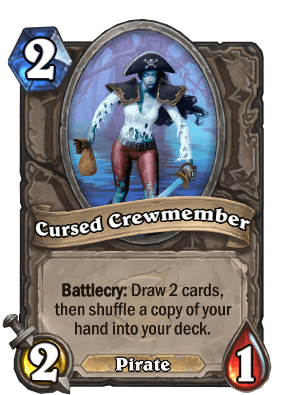 2
Cursed Crewmember
Battlecry: Draw 2 cards,
then shuffle a copy of your
hand into your deck.
2
Pirate
1